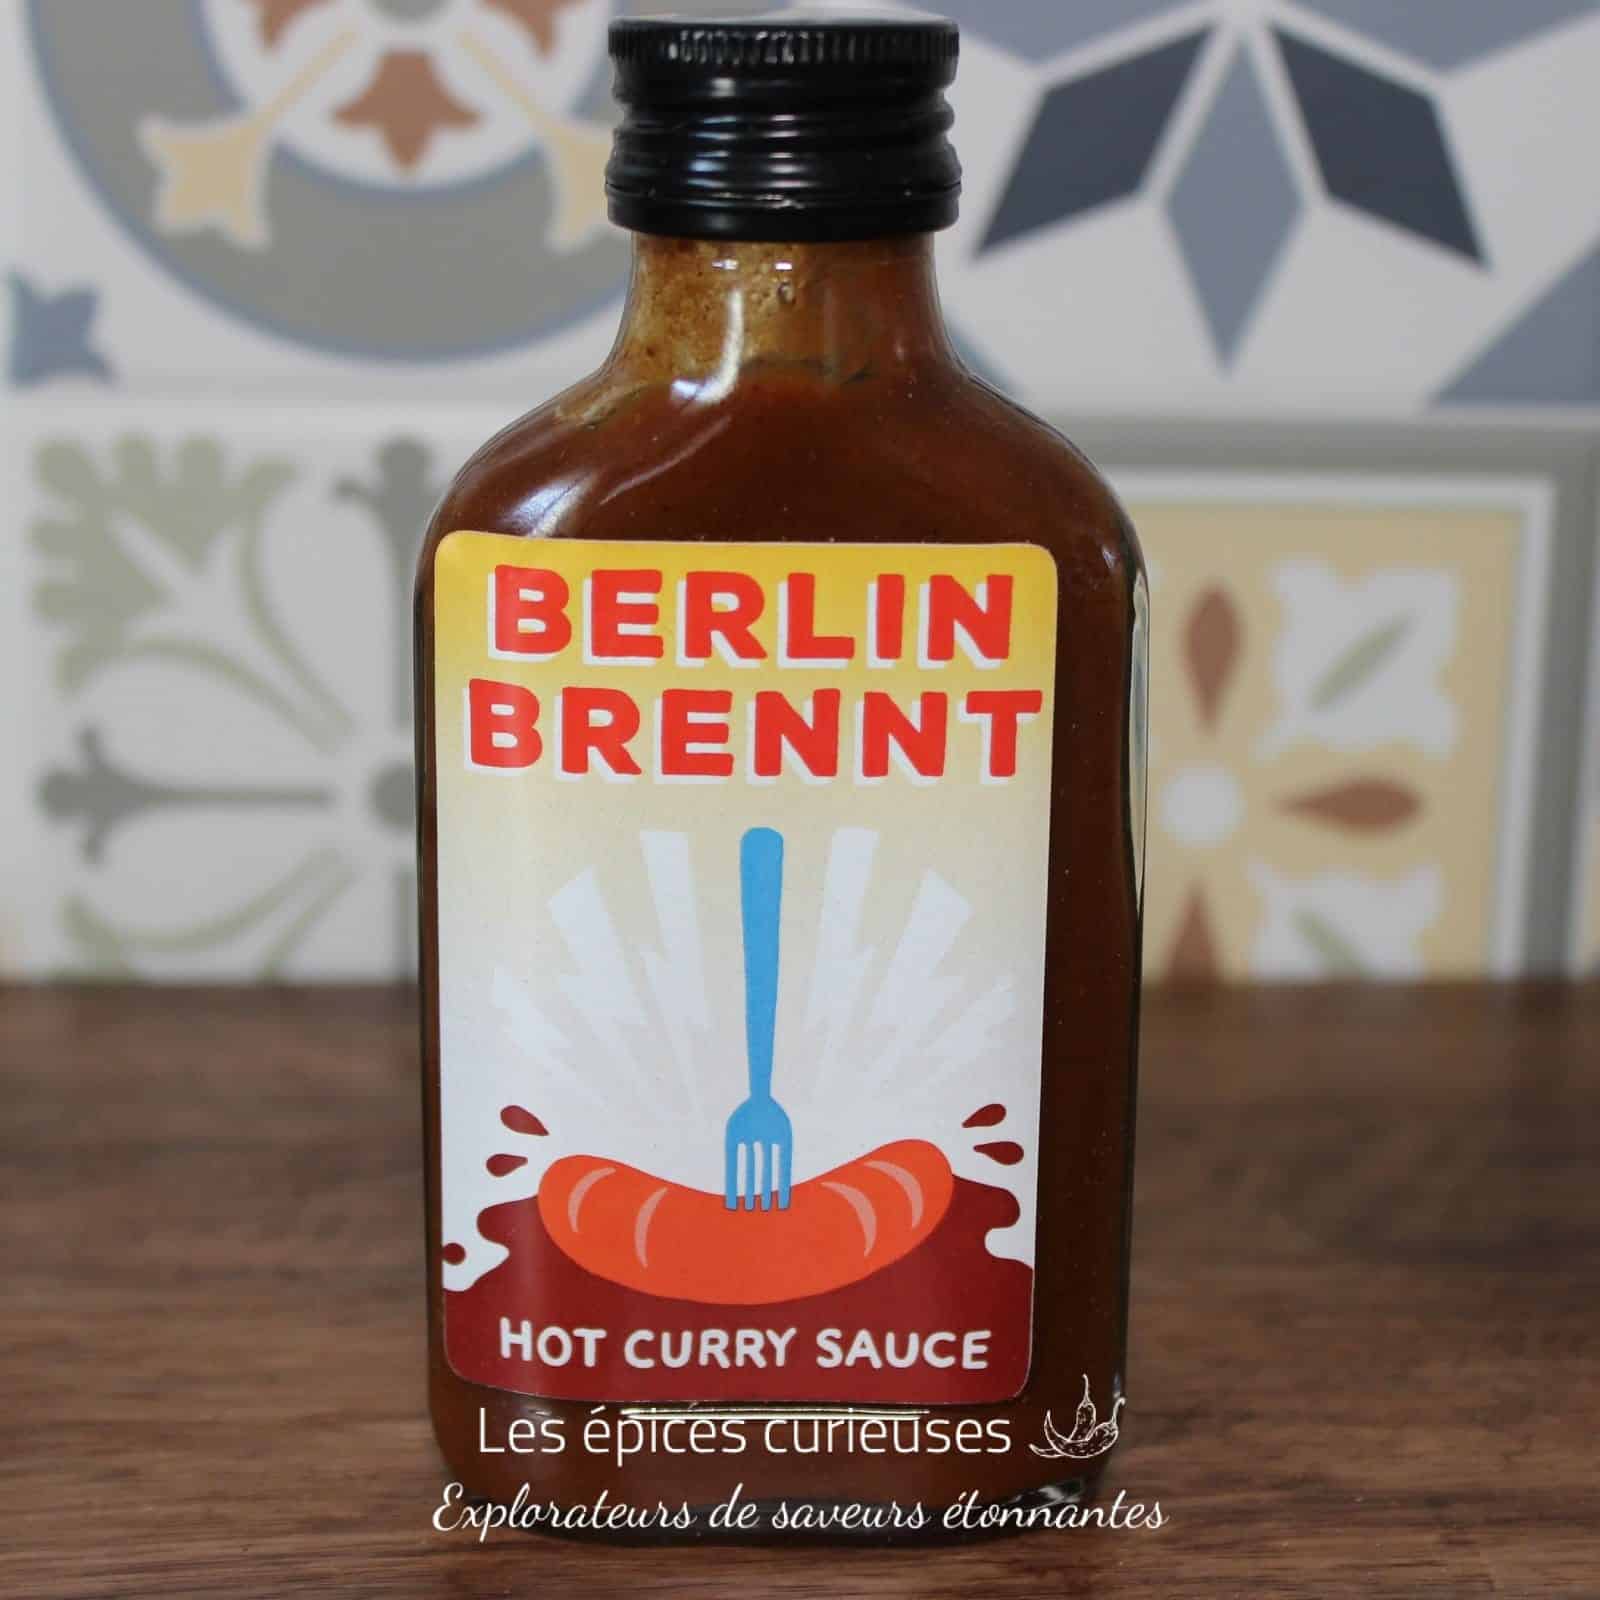 BERLIN
BRENNT
HOT CURRY SAUCE
Les épices curieuses
Explorateurs de saveurs étonnantes